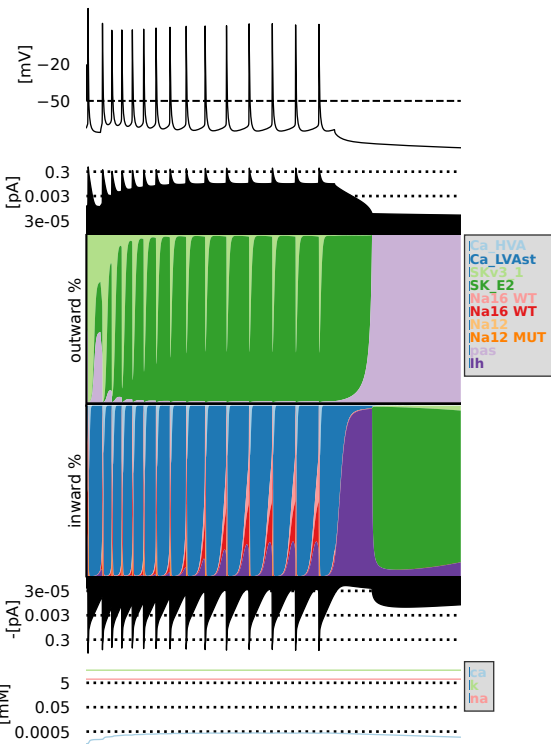 [mV]
−20
−50
[pA]
0.3
0.003
3e-05
outward %
Ca_HVA
Ca_LVAst
SKv3_1
SK_E2
Na16 WT
Na16 WT
Na12
Na12 MUT
pas
Ih
inward %
-[pA]
3e-05
0.003
0.3
[mM]
5
0.05
0.0005
ca
k
na